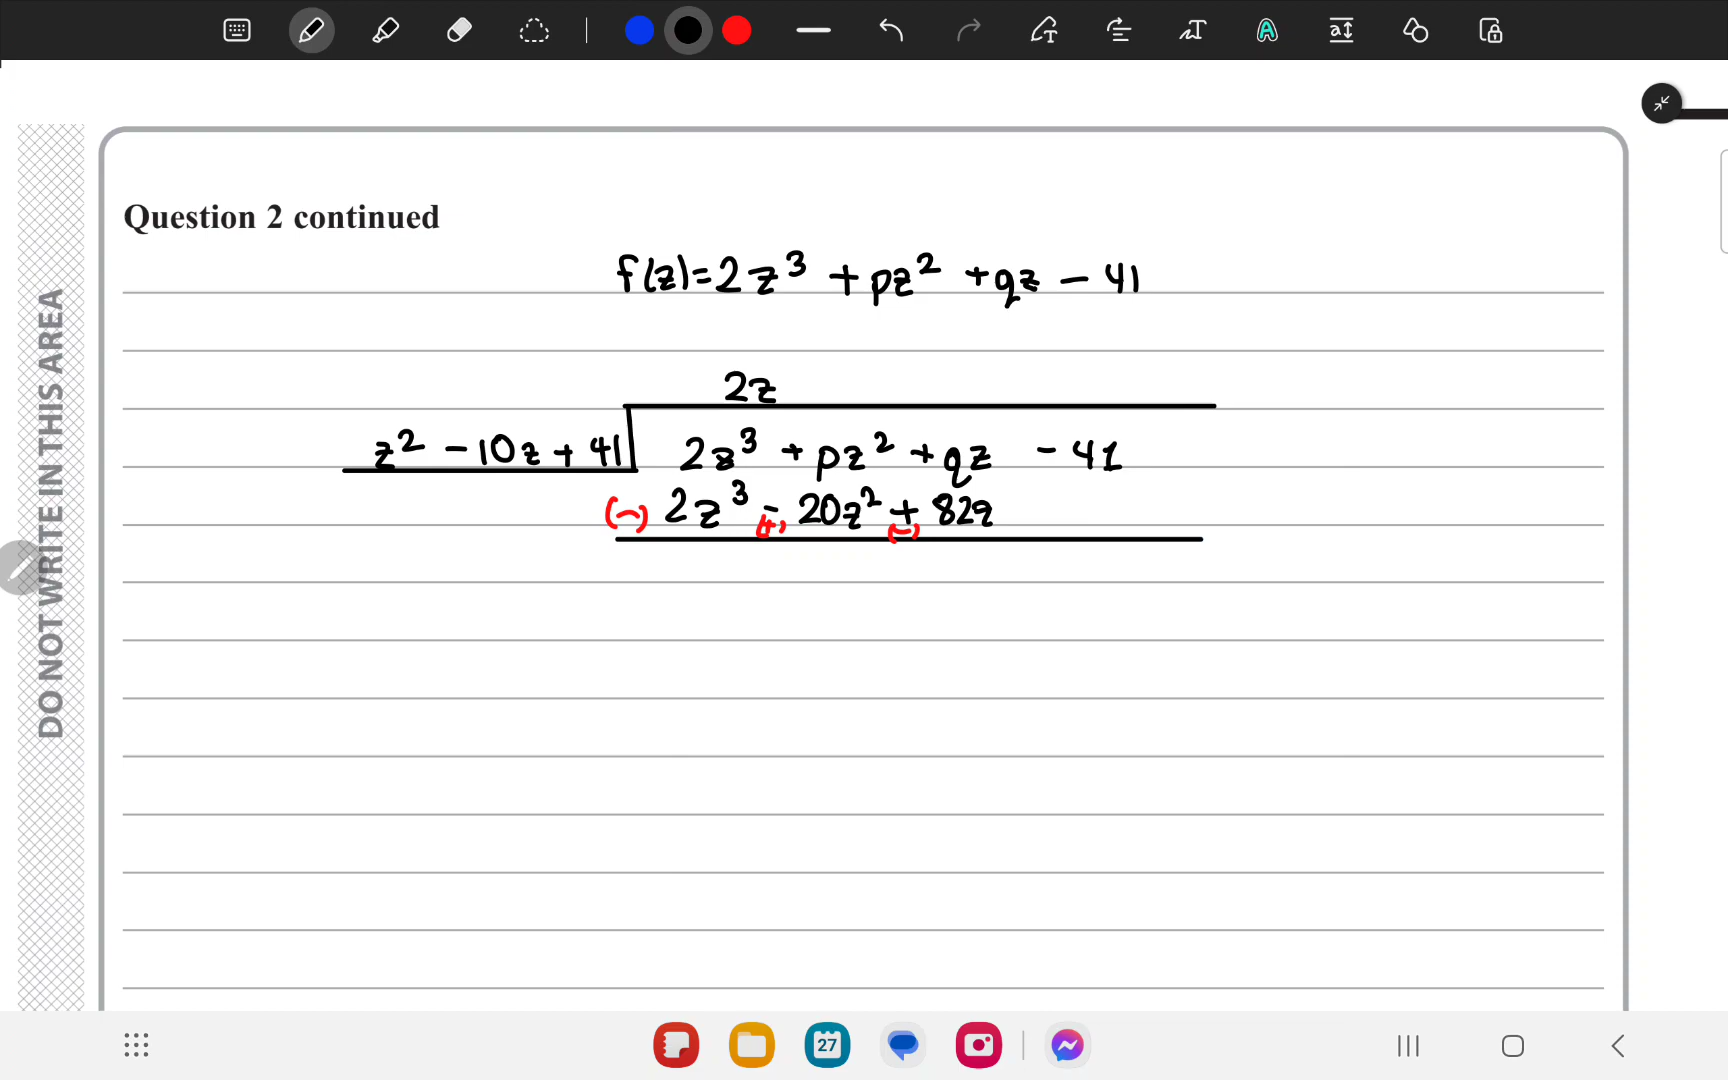 Question 2 continued
f(z)=2z³ + pz² + qz - 41
2z
z² - 10z + 41 2z³ + pz² + qz - 41
(-) 2z³ - 20z² + 82z
(+) (-)
DO NOT WRITE IN THIS AREA
27